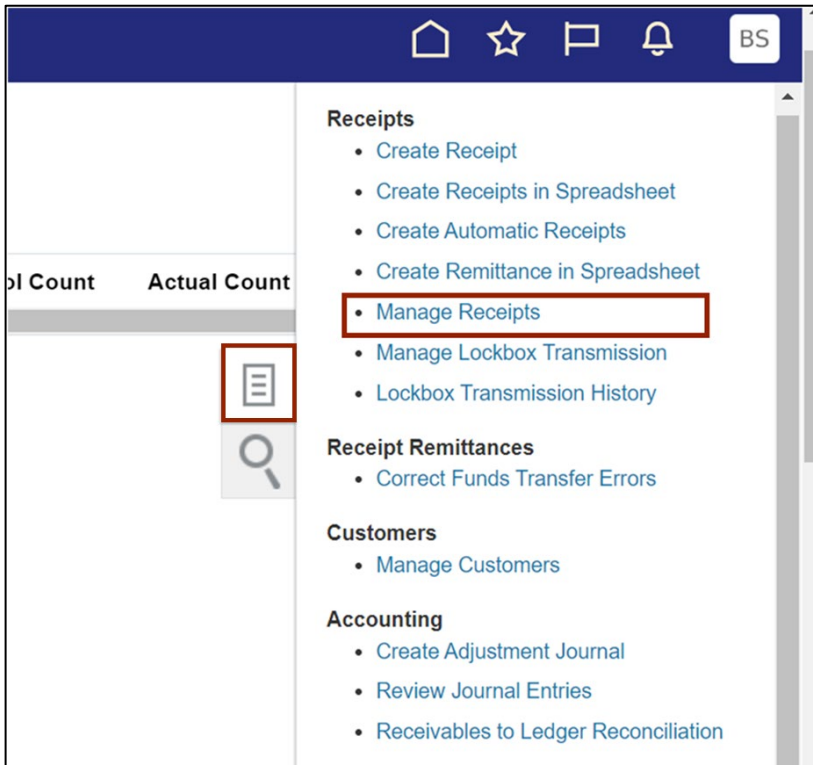 BS
Receipts
Create Receipt
Create Receipts in Spreadsheet
Create Automatic Receipts
Create Remittance in Spreadsheet
ol Count Actual Count
Manage Receipts
Manage Lockbox Transmission
Lockbox Transmission History
Receipt Remittances
Correct Funds Transfer Errors
Customers
Manage Customers
Accounting
Create Adjustment Journal
Review Journal Entries
Receivables to Ledger Reconciliation